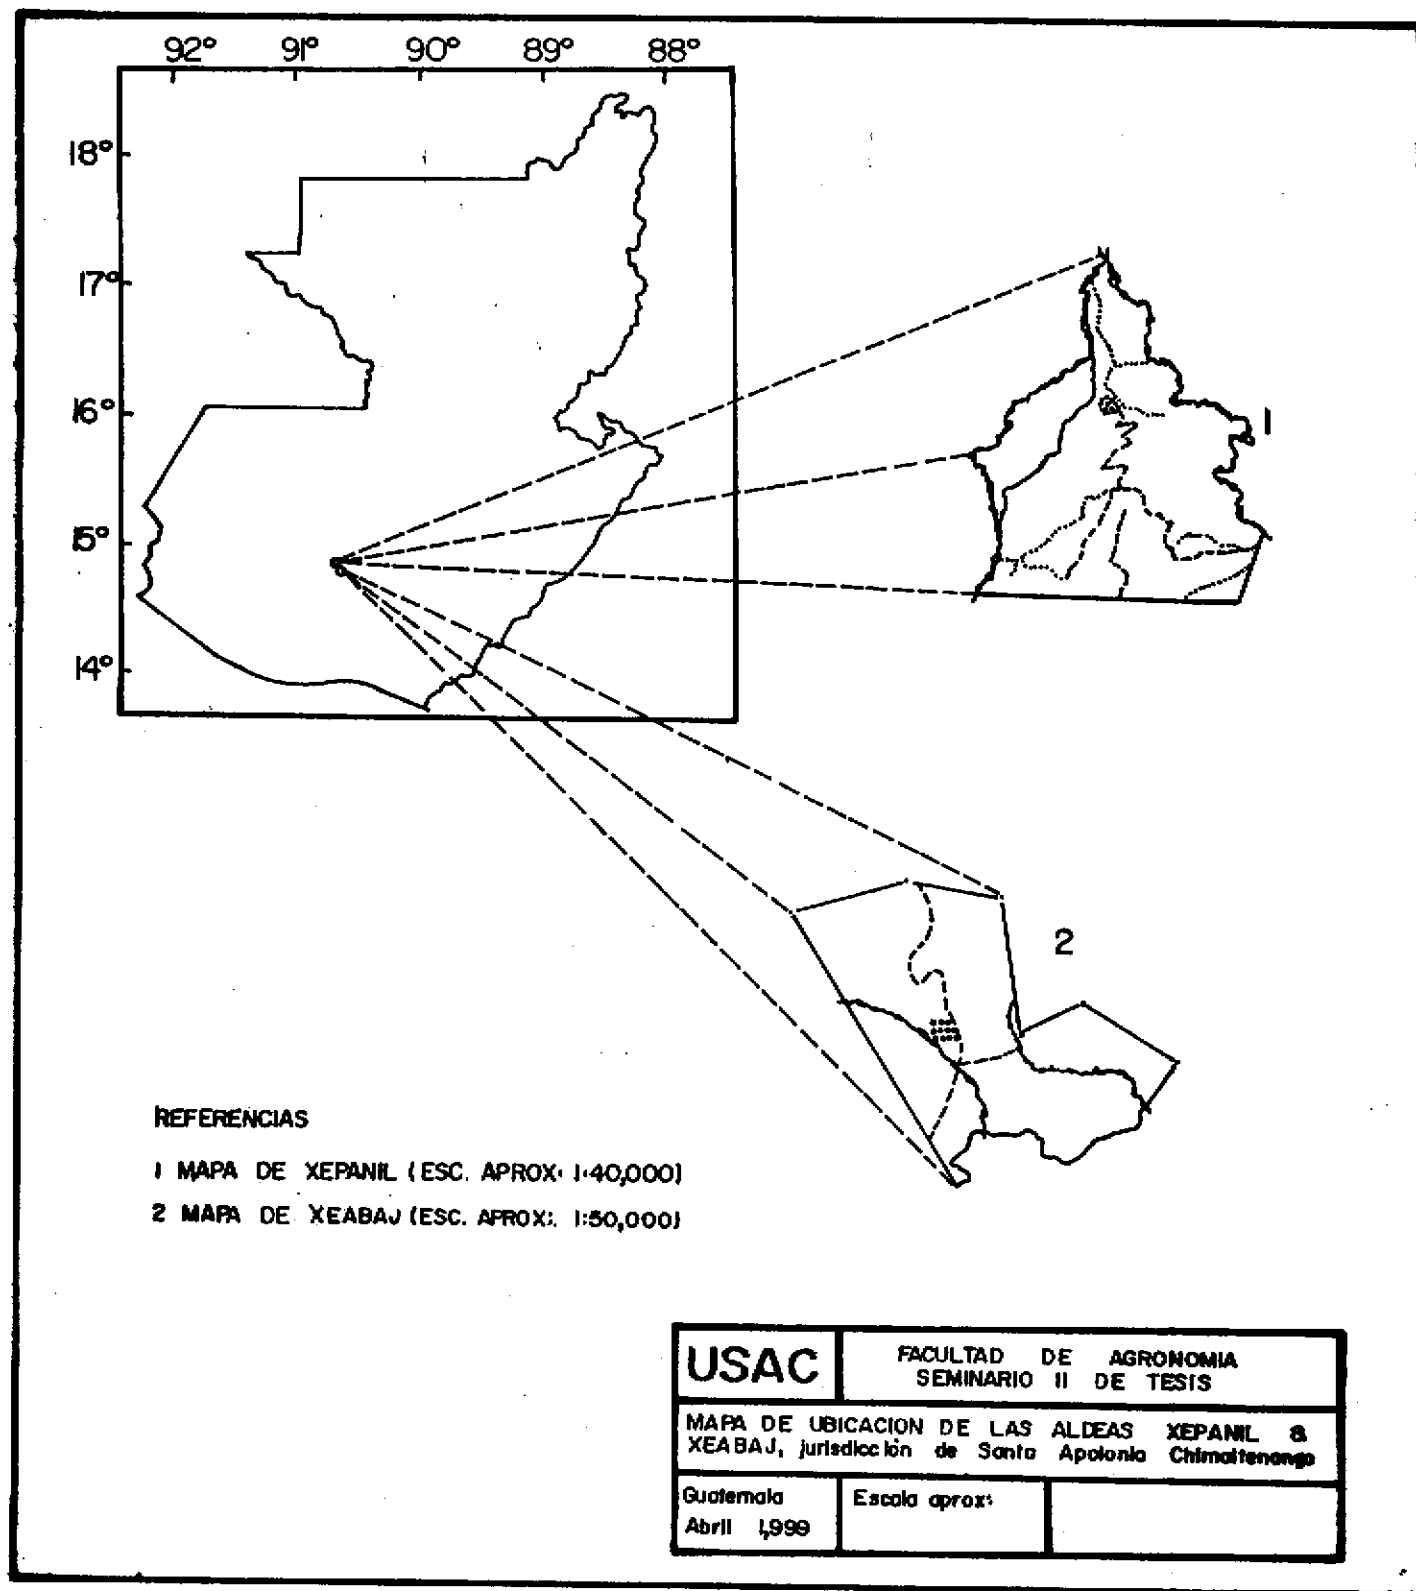 92° 91° 90° 89° 88°
18°
17°
16°
15°
14°
N
1
2
REFERENCIAS
1 MAPA DE XEPANIL (ESC. APROX: 1:40,000)
2 MAPA DE XEABAJ (ESC. APROX:. 1:50,000)
USAC
FACULTAD DE AGRONOMIA
SEMINARIO II DE TESIS
MAPA DE UBICACION DE LAS ALDEAS XEPANIL &
XEABAJ, jurisdicción de Santa Apolonia Chimaltenango
Guatemala
Abril 1,999
Escala aprox: